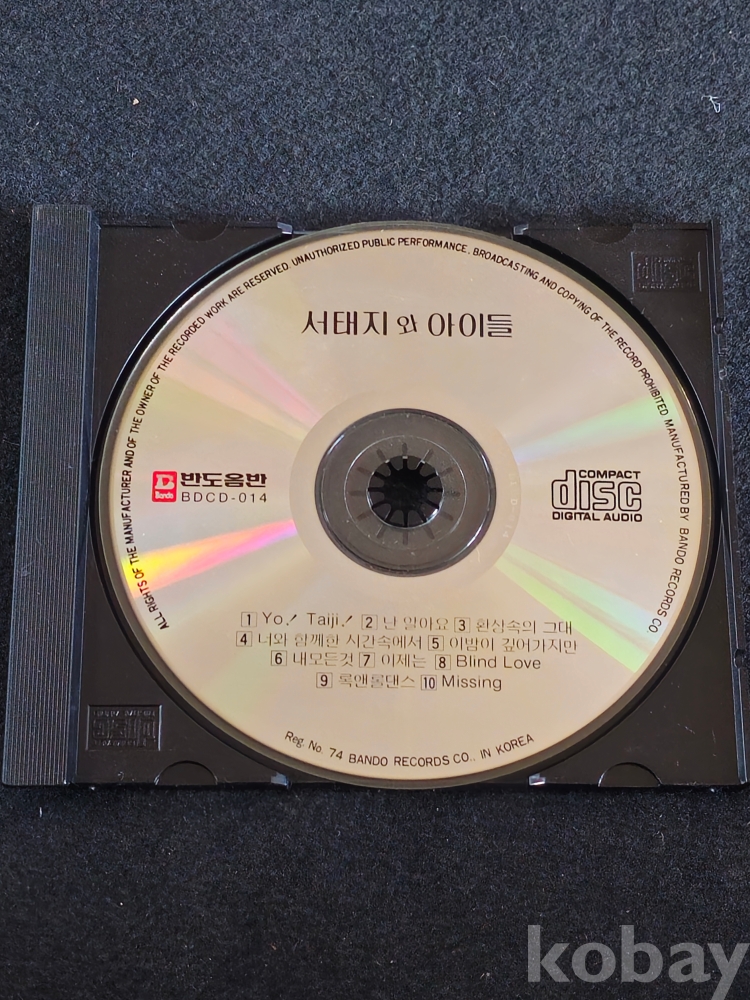 ALL RIGHTS OF THE MANUFACTURER AND OF THE OWNER OF THE RECORDED WORK ARE RESERVED. UNAUTHORIZED PUBLIC PERFORMANCE, BROADCASTING AND COPYING OF THE RECORD PROHIBITED MANUFACTURED BY BANDO RECORDS CO
서태지 와 아이들
B
Bando
반도음반
BDCD-014
COMPACT
disc
DIGITAL AUDIO
1 Yo! Taiji! 2 난 알아요 3 환상속의 그대
4 너와 함께한 시간속에서 5 이밤이 깊어가지만
6 내모든것 7 이제는 8 Blind Love
9 록앤롤댄스 10 Missing
Reg. No. 74 BANDO RECORDS CO., IN KOREA
kobay